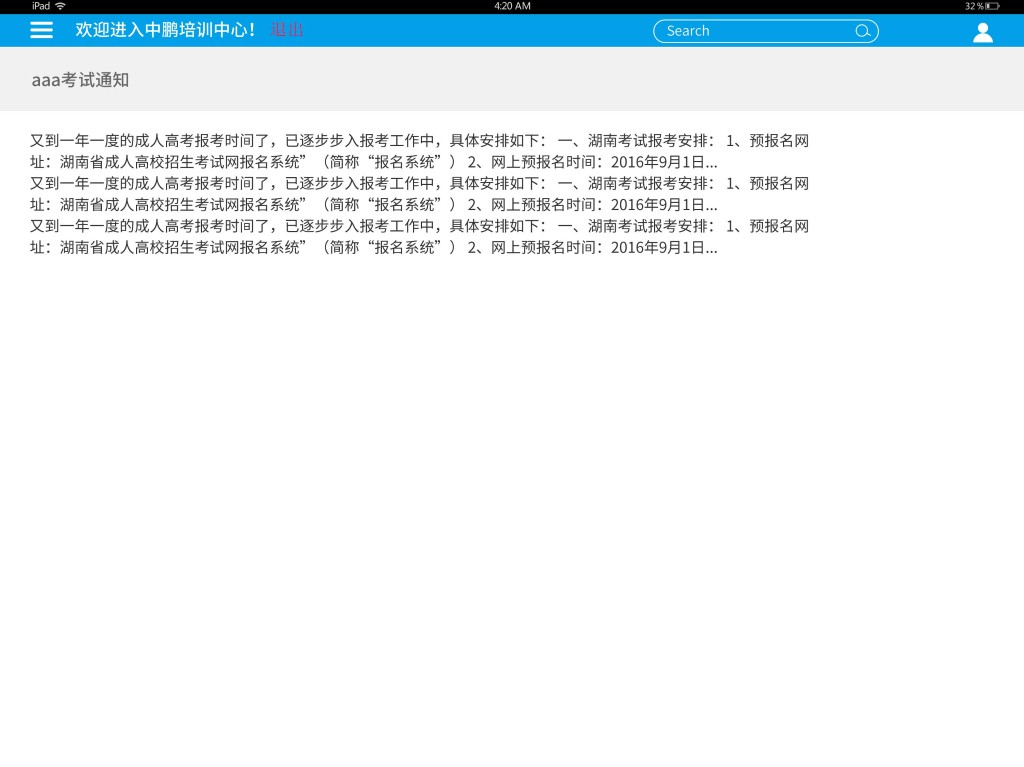 iPad
4:20 AM
32%
欢迎进入中鹏培训中心！ 退出
Search
aaa考试通知
又到一年一度的成人高考报考时间了，已逐步步入报考工作中，具体安排如下： 一、湖南考试报考安排： 1、预报名网
址：湖南省成人高校招生考试网报名系统”（简称“报名系统”） 2、网上预报名时间：2016年9月1日...
又到一年一度的成人高考报考时间了，已逐步步入报考工作中，具体安排如下： 一、湖南考试报考安排： 1、预报名网
址：湖南省成人高校招生考试网报名系统”（简称“报名系统”） 2、网上预报名时间：2016年9月1日...
又到一年一度的成人高考报考时间了，已逐步步入报考工作中，具体安排如下： 一、湖南考试报考安排： 1、预报名网
址：湖南省成人高校招生考试网报名系统”（简称“报名系统”） 2、网上预报名时间：2016年9月1日...